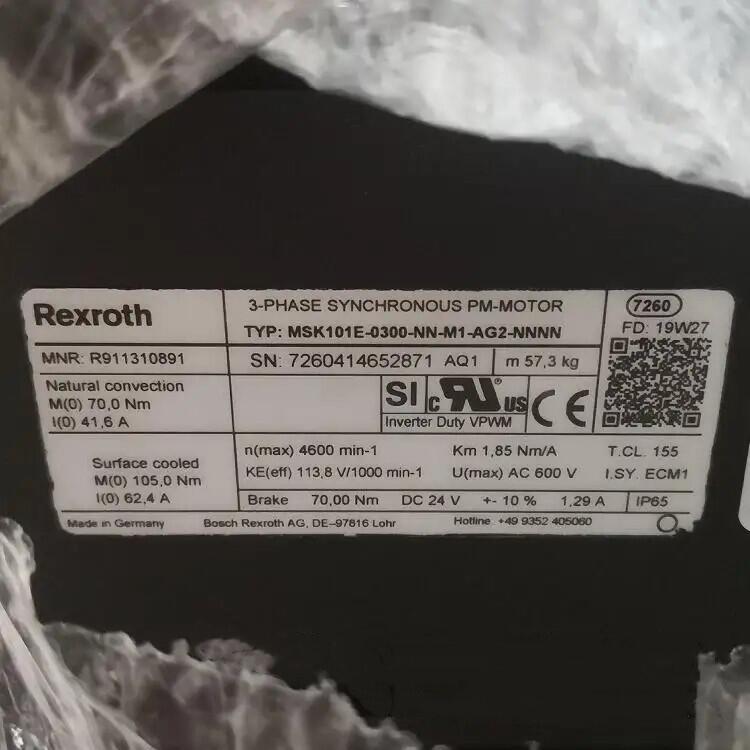 Rexroth
3-PHASE SYNCHRONOUS PM-MOTOR
TYP: MSK101E-0300-NN-M1-AG2-NNNN
7260
FD: 19W27
MNR: R911310891
SN: 7260414652871 AQ1
m 57,3 kg
Natural convection
M(0) 70,0 Nm
I(0) 41,6 A
SI
c RU® US
Inverter Duty VPWM
CE
Surface cooled
M(0) 105,0 Nm
I(0) 62,4 A
n(max) 4600 min-1 Km 1,85 Nm/A T.CL. 155
KE(eff) 113,8 V/1000 min-1 U(max) AC 600 V I.SY. ECM1
Brake 70,00 Nm DC 24 V +- 10 % 1,29 A IP65
Made in Germany Bosch Rexroth AG, DE-97816 Lohr Hotline +49 9352 405060